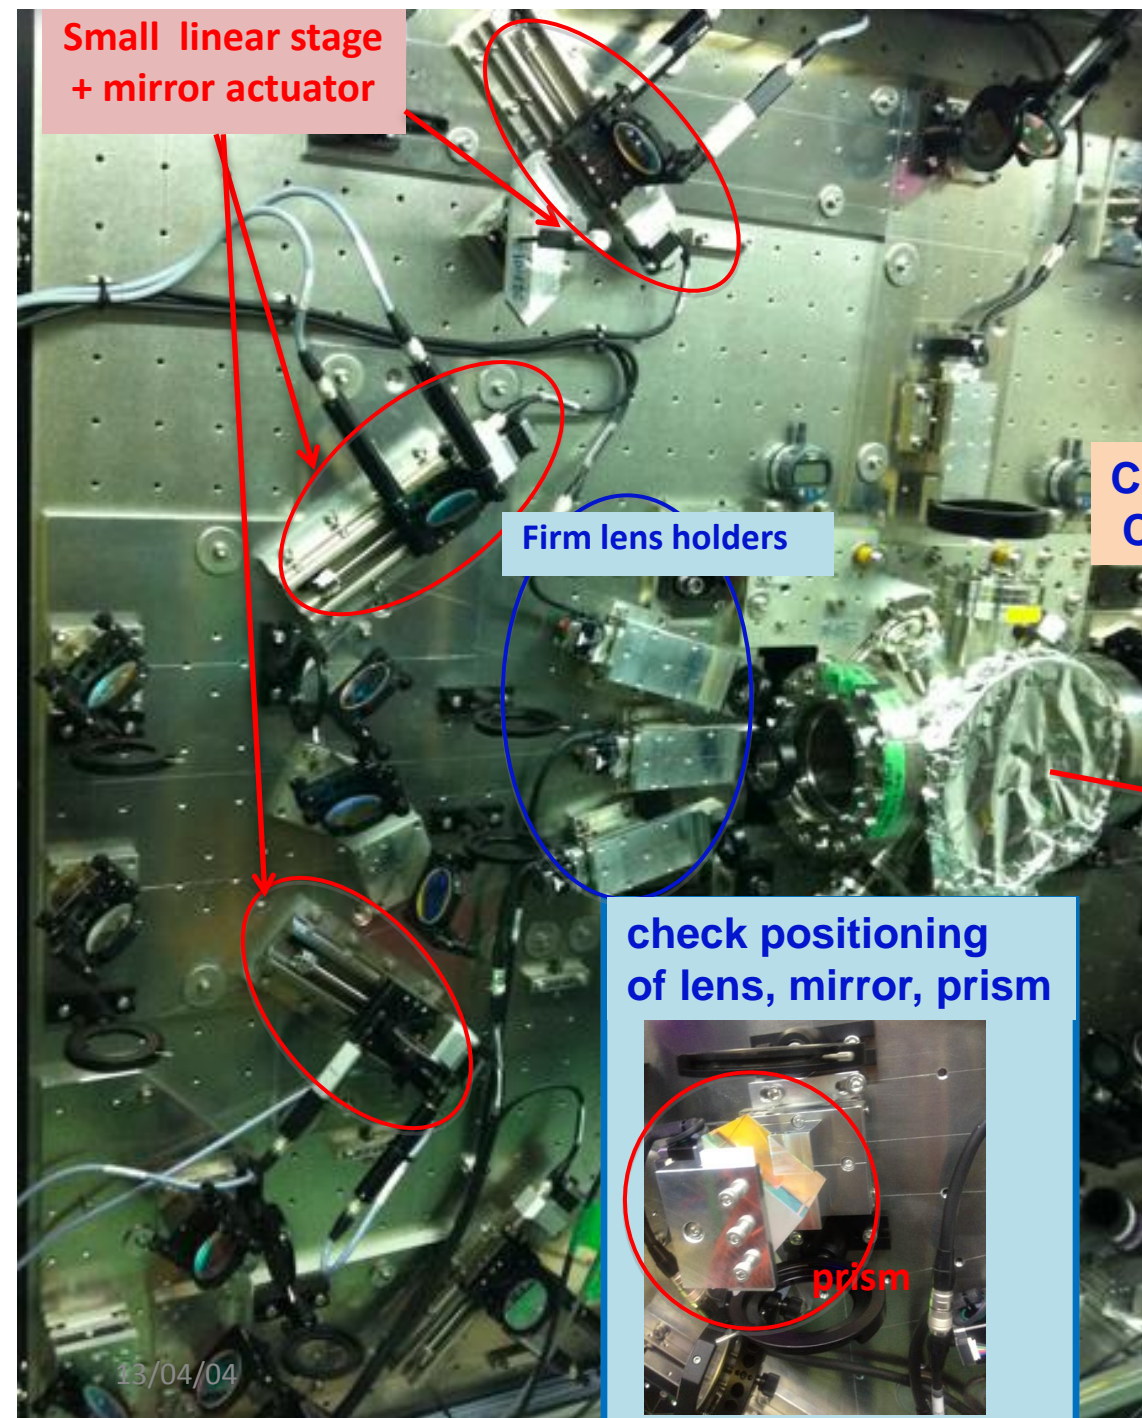 Small linear stage
+ mirror actuator
Firm lens holders
C
C
check positioning
of lens, mirror, prism
prism
13/04/04